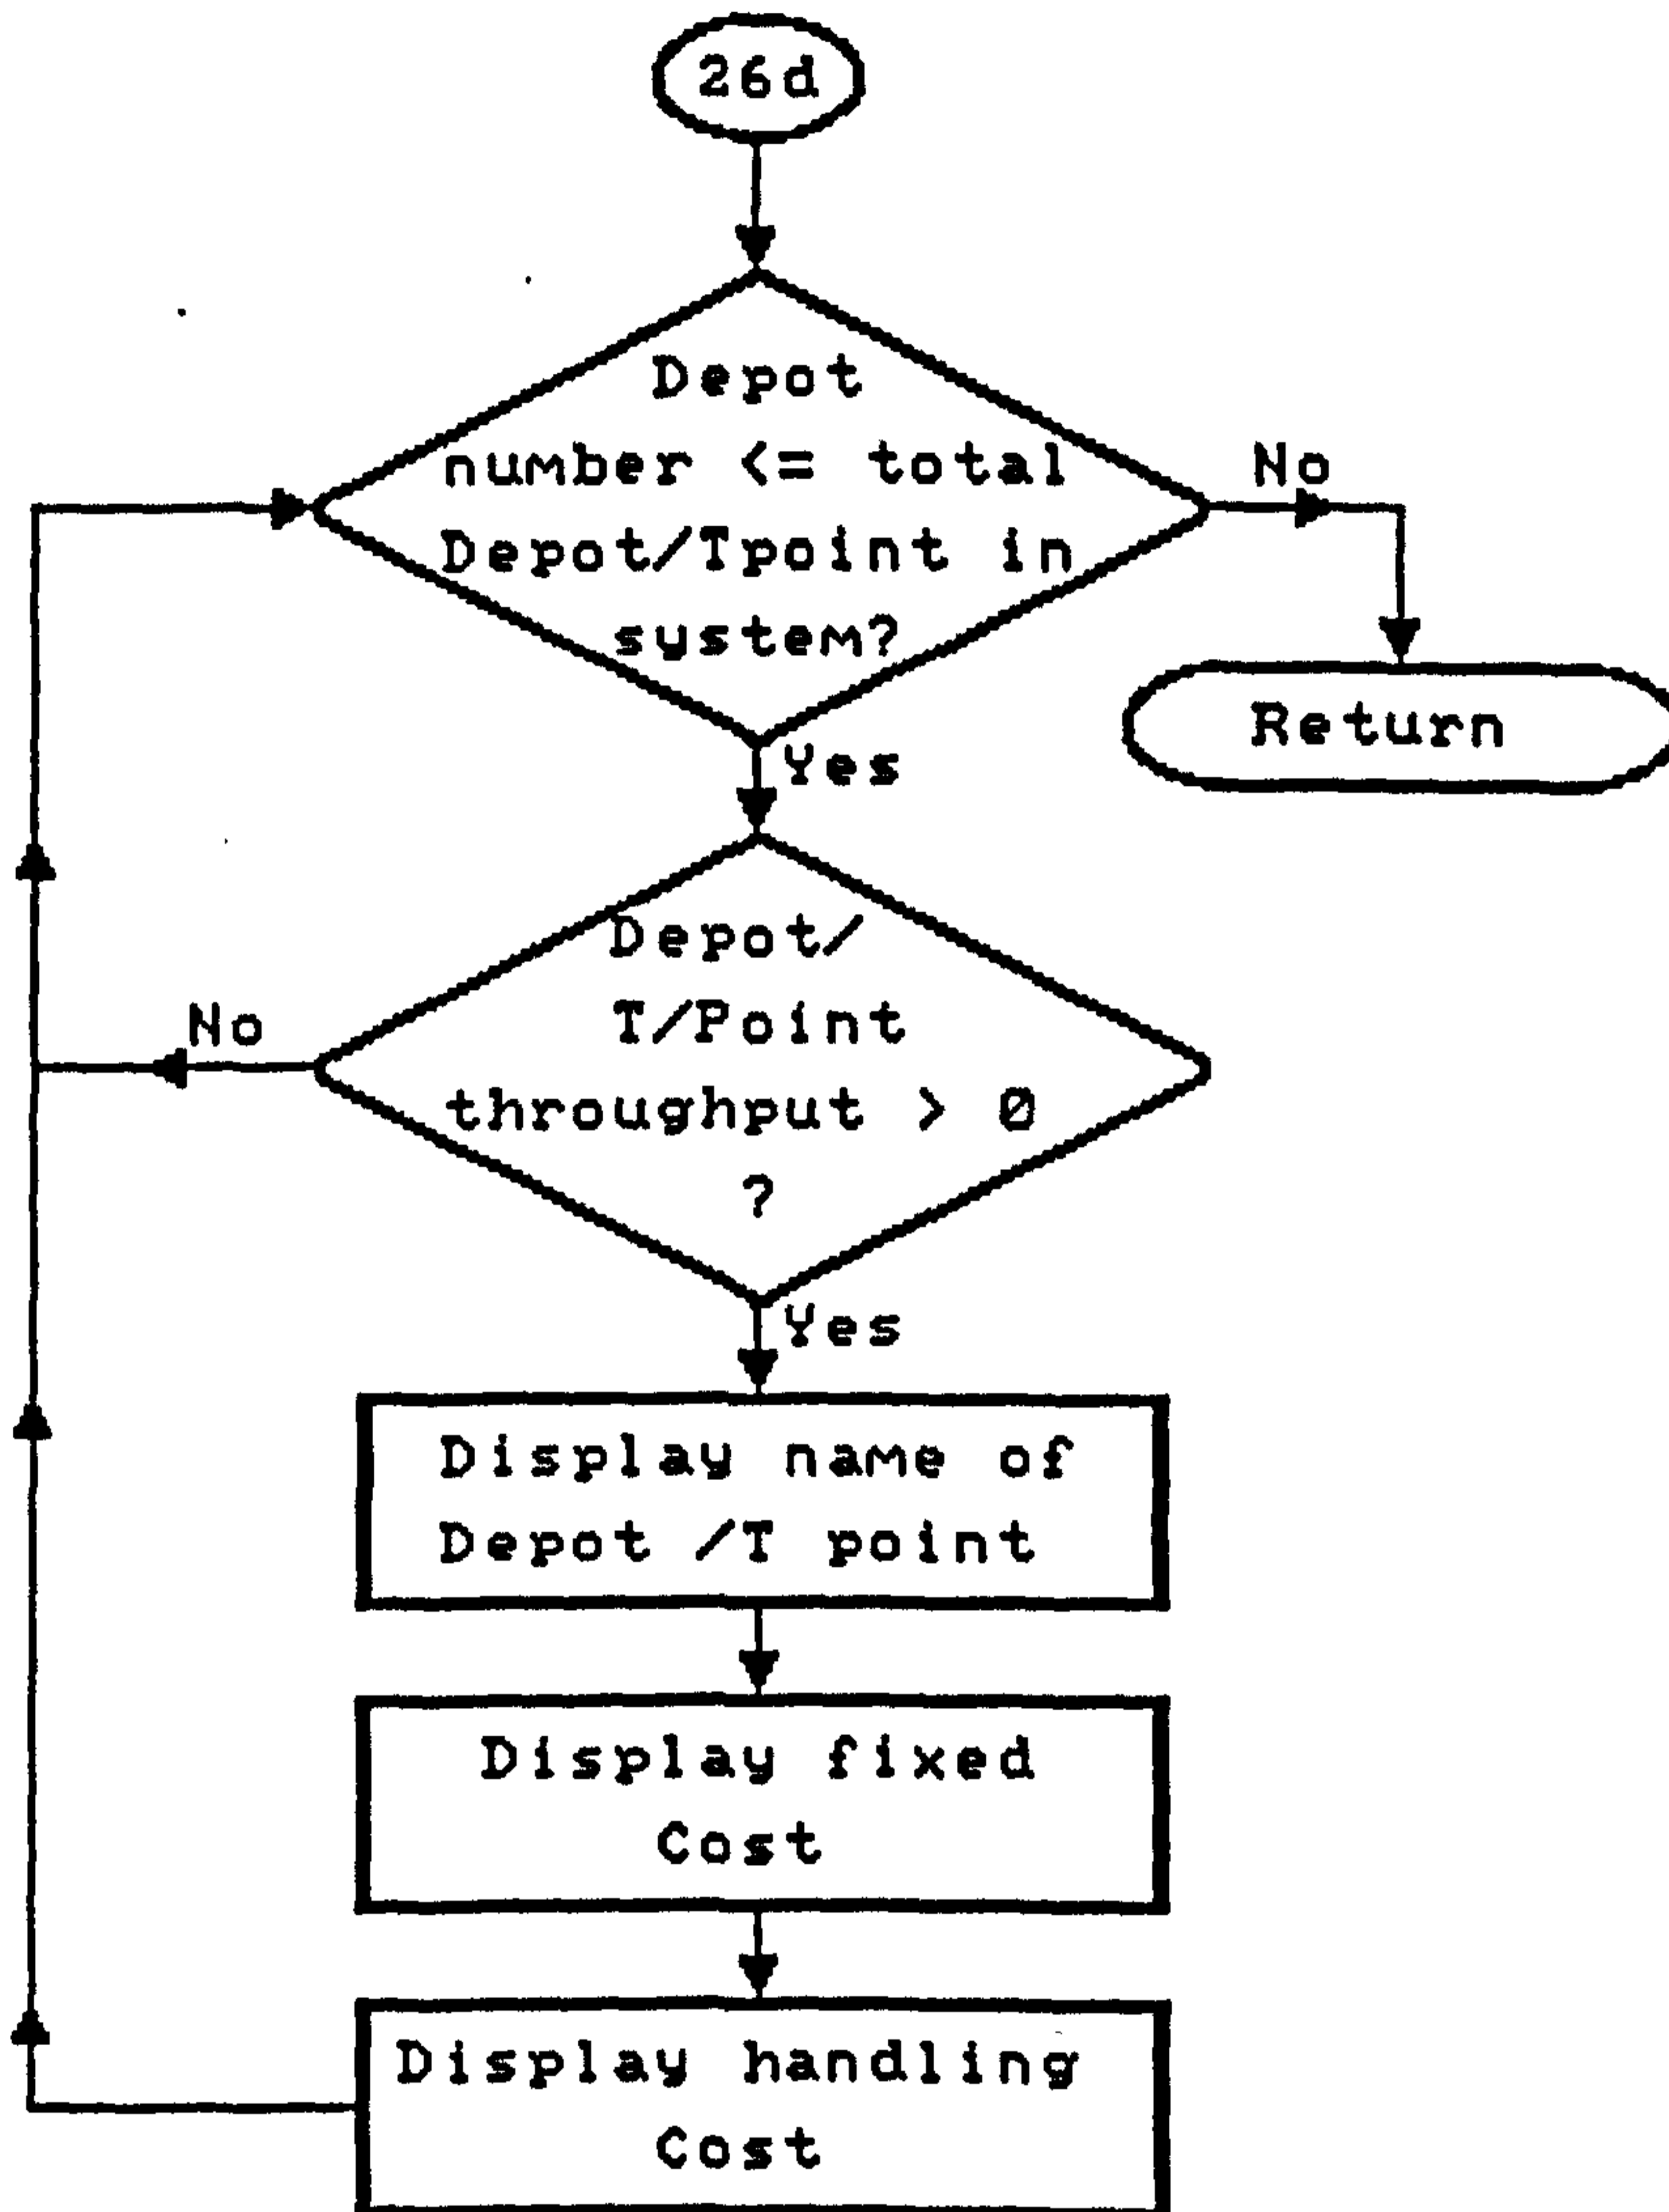 26d
Depot
number <= total
No
Depot/Tpoint in
system?
Return
Yes
Depot/
T/Point
No
throughput > 0
?
Yes
Display name of
Depot /T point
Display fixed
Cost
Display handling
Cost